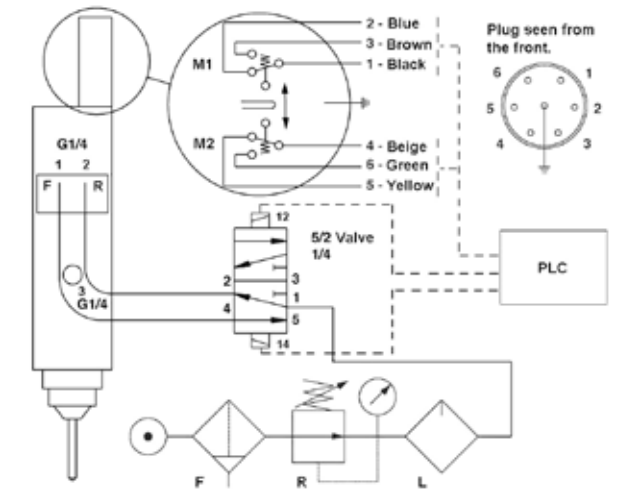 2 - Blue
3 - Brown
1 - Black
M1
M2
4 - Beige
6 - Green
5 - Yellow
Plug seen from
the front.
6
1
5
2
4
3
G1/4
1 2
F R
3
G1/4
12
5/2 Valve
1/4
2
3
1
4
5
14
PLC
F
R
L